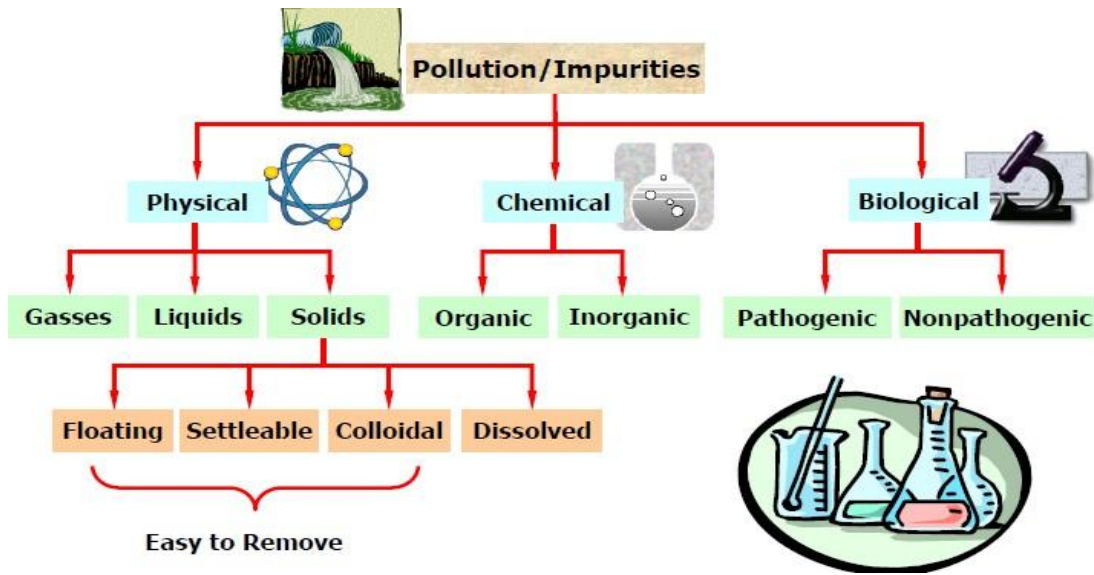 Pollution/Impurities
Physical
Chemical
Biological
Gasses
Liquids
Solids
Organic
Inorganic
Pathogenic
Nonpathogenic
Floating
Settleable
Colloidal
Dissolved
Easy to Remove